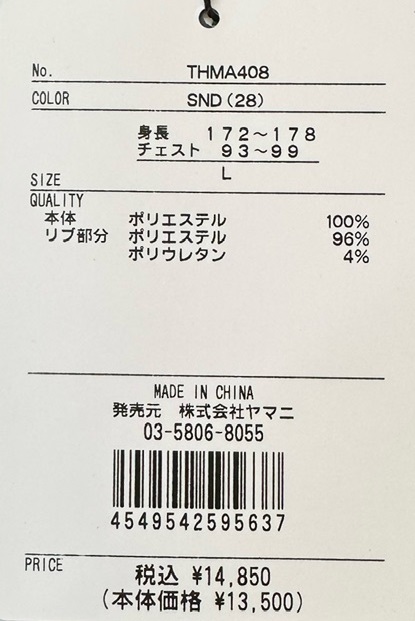 No. THMA408
COLOR SND (28)
身長 172～178
チェスト 93～99
SIZE L
QUALITY
本体 ポリエステル 100%
リブ部分 ポリエステル 96%
ポリウレタン 4%
MADE IN CHINA
発売元 株式会社ヤマニ
03-5806-8055
4549542595637
PRICE
税込 ¥14,850
(本体価格 ¥13,500)